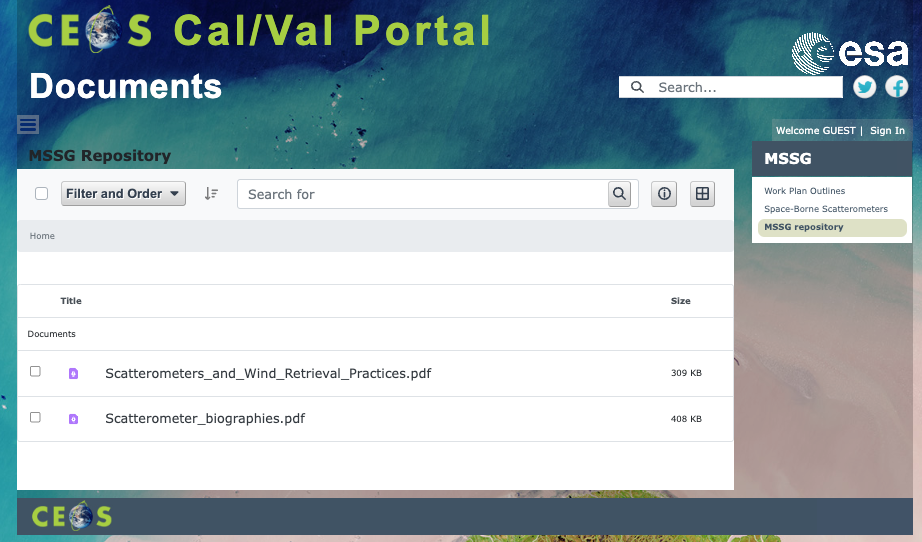 CEOS Cal/Val Portal
esa
Documents
Search...
Welcome GUEST | Sign In
MSSG Repository
MSSG
Filter and Order
Search for
Work Plan Outlines
Space-Borne Scatterometers
MSSG repository
Home
Title Size
Documents
Scatterometers_and_Wind_Retrieval_Practices.pdf 309 KB
Scatterometer_biographies.pdf 408 KB
CEOS